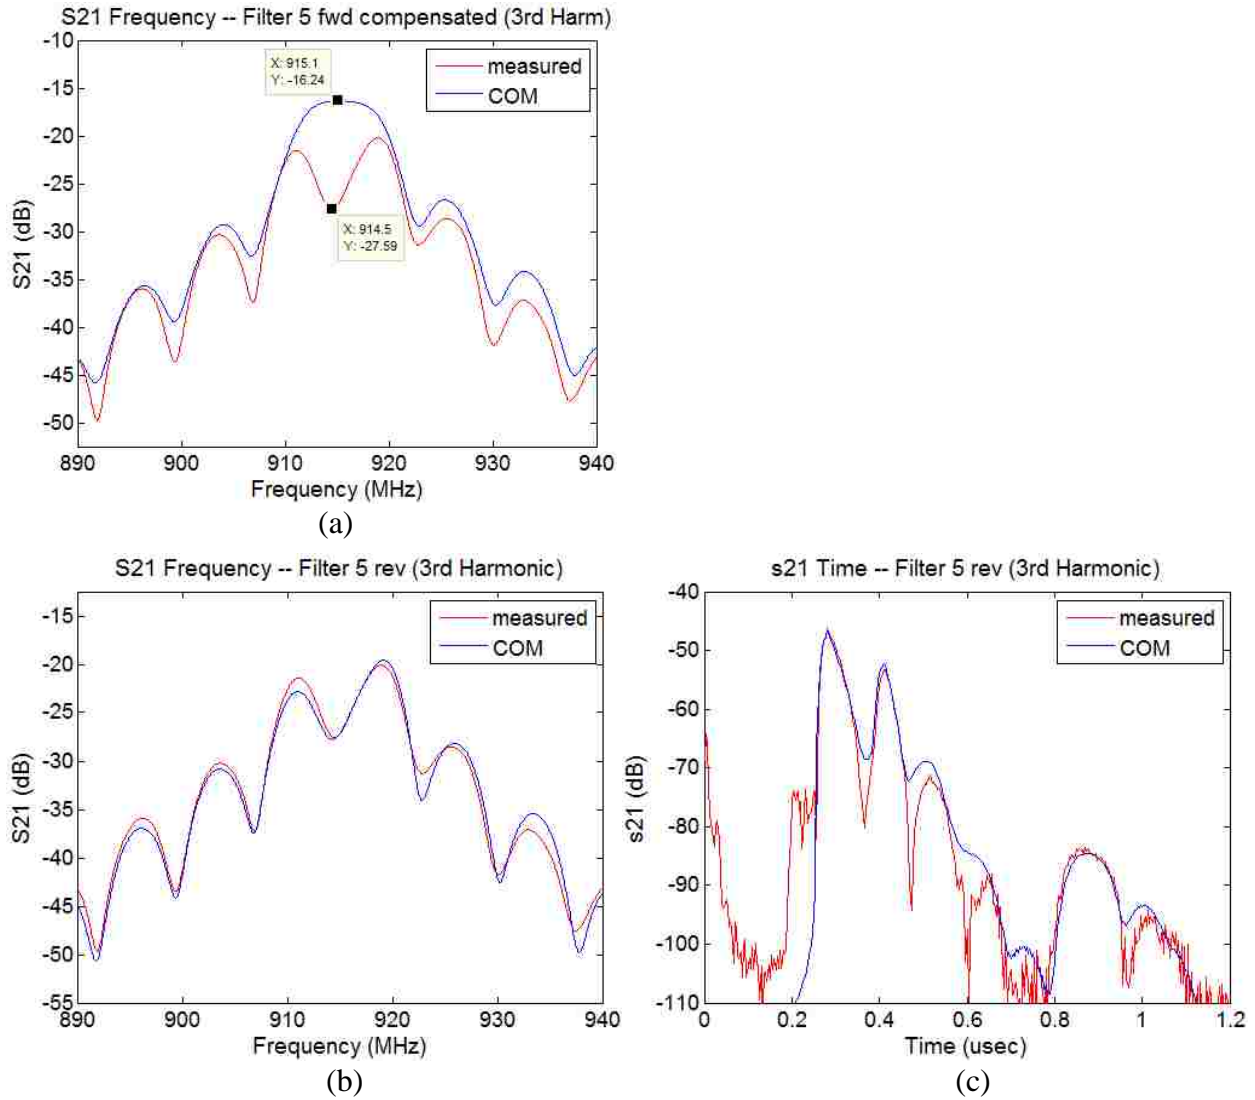 S21 Frequency -- Filter 5 fwd compensated (3rd Harm)
-10
-15
-20
-25
-30
-35
-40
-45
-50
S21 (dB)
X: 915.1
Y: -16.24
measured
COM
X: 914.5
Y: -27.59
890 900 910 920 930 940
Frequency (MHz)
(a)
S21 Frequency -- Filter 5 rev (3rd Harmonic)
-15
-20
-25
-30
-35
-40
-45
-50
-55
S21 (dB)
measured
COM
890 900 910 920 930 940
Frequency (MHz)
(b)
s21 Time -- Filter 5 rev (3rd Harmonic)
-40
-50
-60
-70
-80
-90
-100
-110
s21 (dB)
measured
COM
0 0.2 0.4 0.6 0.8 1 1.2
Time (usec)
(c)